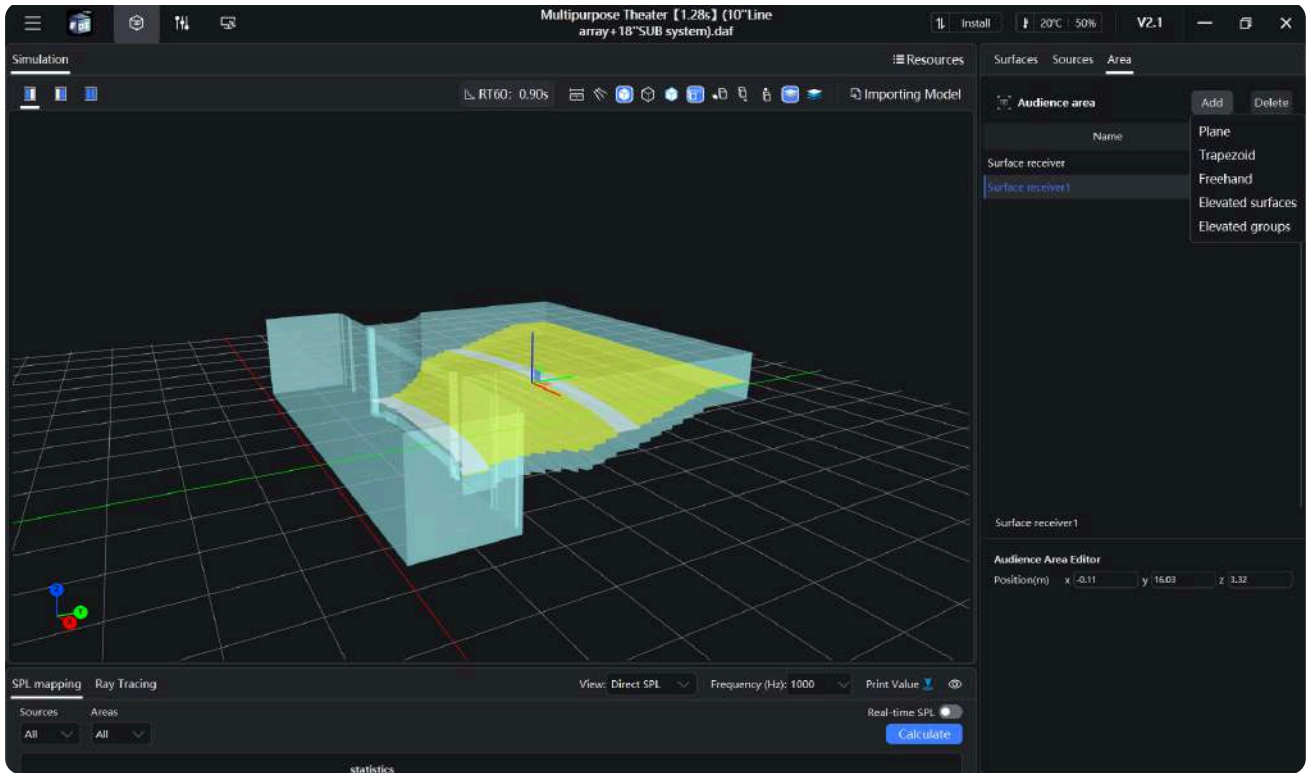 Multipurpose Theater【1.28s】(10"Line
array+18"SUB system).daf
Install
20℃ 50%
V2.1
Simulation
Resources
Surfaces Sources Area
RT60: 0.90s
Importing Model
Audience area
Add Delete
Name
Plane
Trapezoid
Freehand
Elevated surfaces
Elevated groups
Surface receiver
Surface receiver1
Surface receiver1
Audience Area Editor
Position(m) x -0.11 y 16.03 z 3.32
Z
Y
X
SPL mapping Ray Tracing
View: Direct SPL
Frequency (Hz): 1000
Print Value
Sources Areas
Real-time SPL
All All
Calculate
statistics